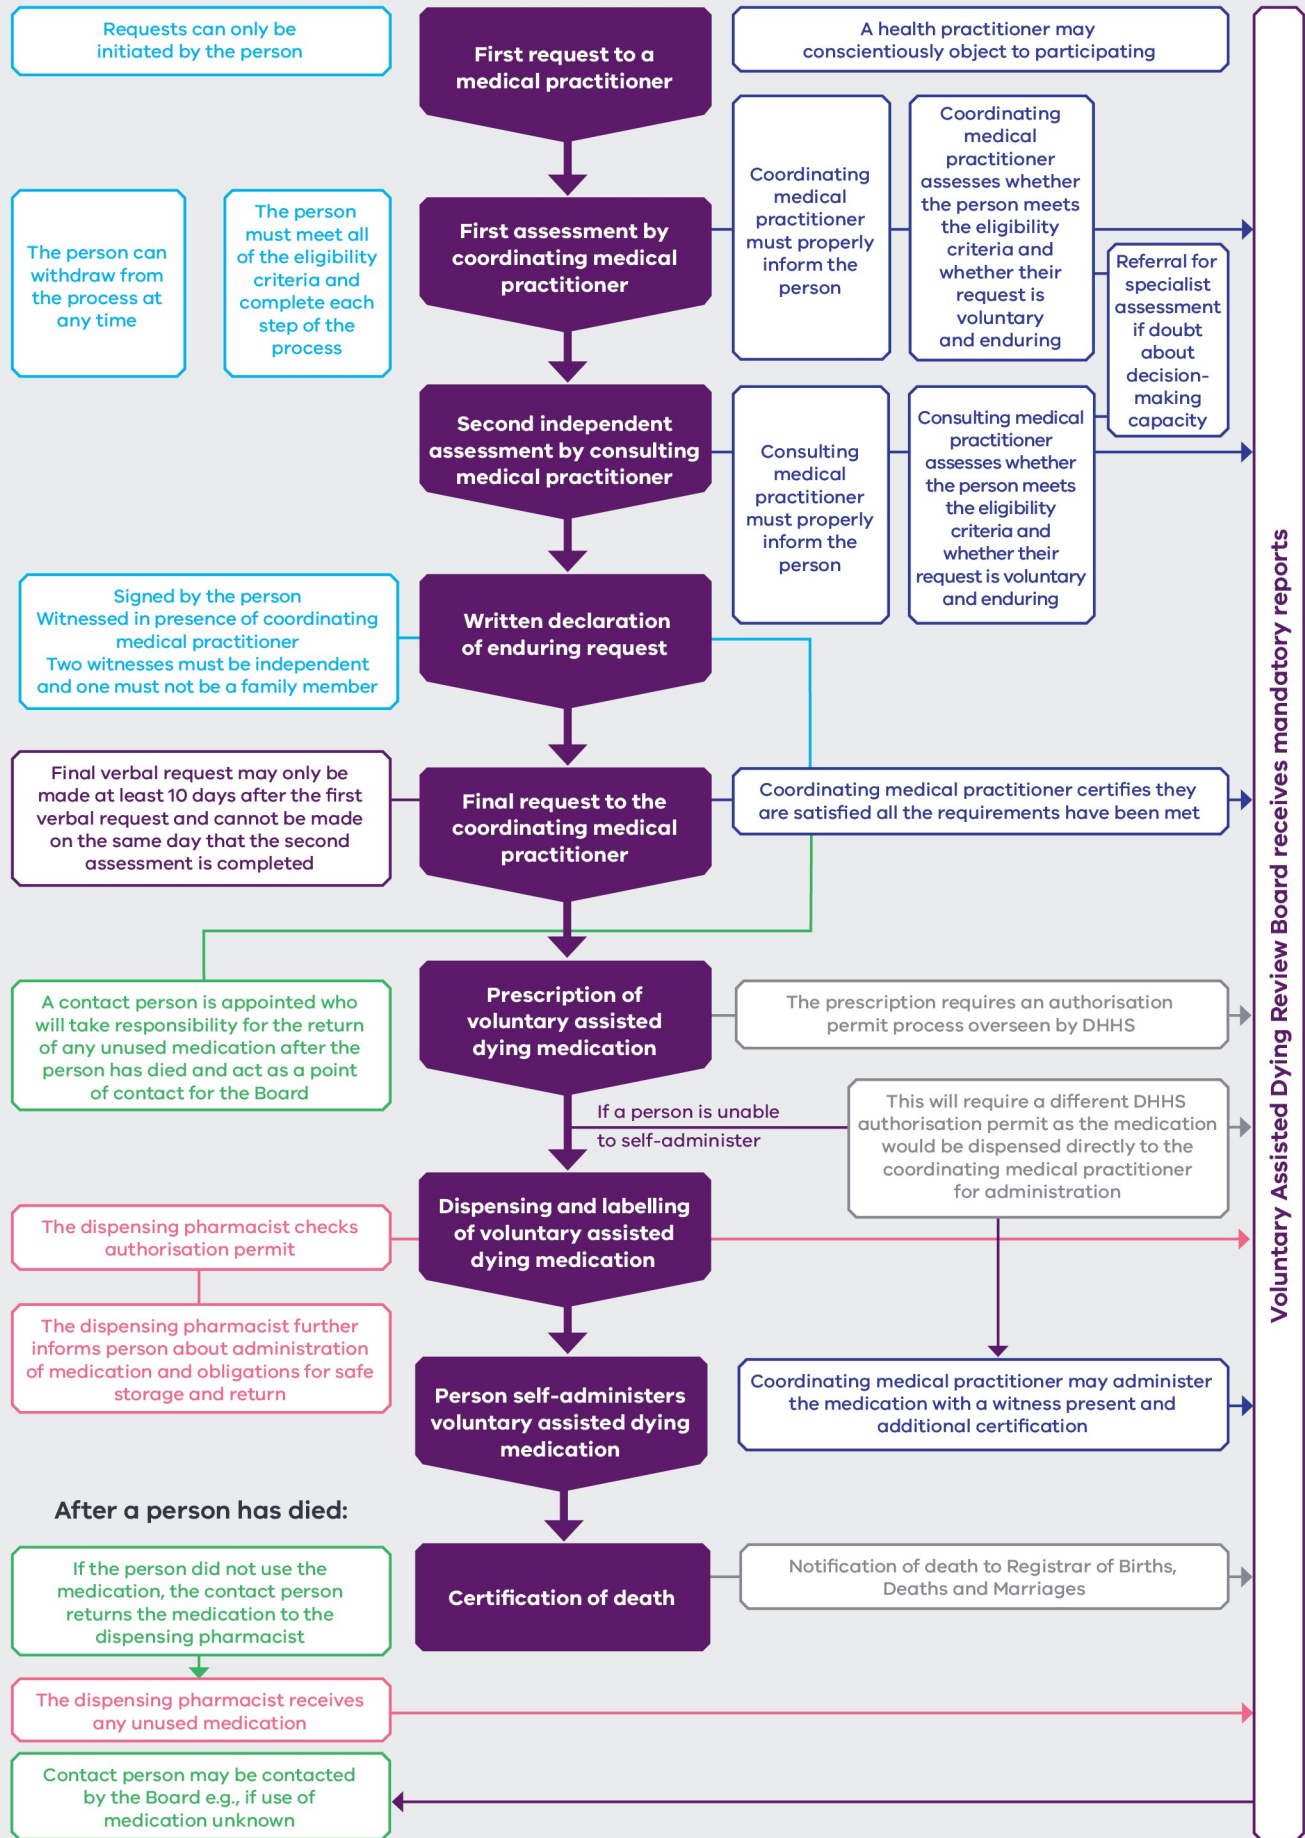 Requests can only be
initiated by the person
First request to a
medical practitioner
A health practitioner may
conscientiously object to participating
The person can
withdraw from
the process at
any time
The person
must meet all
of the eligibility
criteria and
complete each
step of the
process
First assessment by
coordinating medical
practitioner
Coordinating
medical
practitioner
must properly
inform the
person
Coordinating
medical
practitioner
assesses whether
the person meets
the eligibility
criteria and
whether their
request is
voluntary
and enduring
Referral for
specialist
assessment
if doubt
about
decision-
making
capacity
Second independent
assessment by consulting
medical practitioner
Consulting
medical
practitioner
must properly
inform the
person
Consulting medical
practitioner
assesses whether
the person meets
the eligibility
criteria and
whether their
request is voluntary
and enduring
Signed by the person
Witnessed in presence of coordinating
medical practitioner
Two witnesses must be independent
and one must not be a family member
Written declaration
of enduring request
Final verbal request may only be
made at least 10 days after the first
verbal request and cannot be made
on the same day that the second
assessment is completed
Final request to the
coordinating medical
practitioner
Coordinating medical practitioner certifies they
are satisfied all the requirements have been met
A contact person is appointed who
will take responsibility for the return
of any unused medication after the
person has died and act as a point
of contact for the Board
Prescription of
voluntary assisted
dying medication
The prescription requires an authorisation
permit process overseen by DHHS
If a person is unable
to self-administer
This will require a different DHHS
authorisation permit as the medication
would be dispensed directly to the
coordinating medical practitioner
for administration
The dispensing pharmacist checks
authorisation permit
Dispensing and labelling
of voluntary assisted
dying medication
The dispensing pharmacist further
informs person about administration
of medication and obligations for safe
storage and return
Person self-administers
voluntary assisted dying
medication
Coordinating medical practitioner may administer
the medication with a witness present and
additional certification
After a person has died:
If the person did not use the
medication, the contact person
returns the medication to the
dispensing pharmacist
Certification of death
Notification of death to Registrar of Births,
Deaths and Marriages
The dispensing pharmacist receives
any unused medication
Contact person may be contacted
by the Board e.g., if use of
medication unknown
Voluntary Assisted Dying Review Board receives mandatory reports